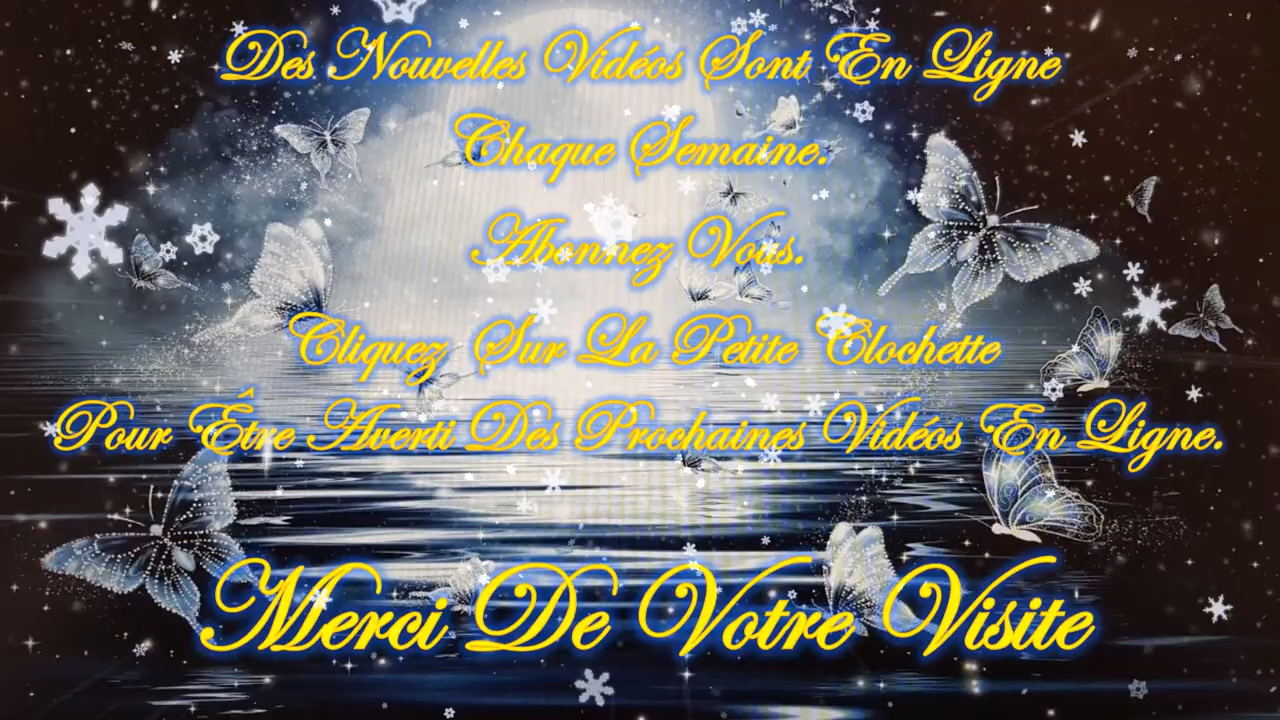 Des Nouvelles Vidéos Sont En Ligne
Chaque Semaine.
Abonnez Vous.
Cliquez Sur La Petite Clochette
Pour Être Averti Des Prochaines Vidéos En Ligne.
Merci De Votre Visite